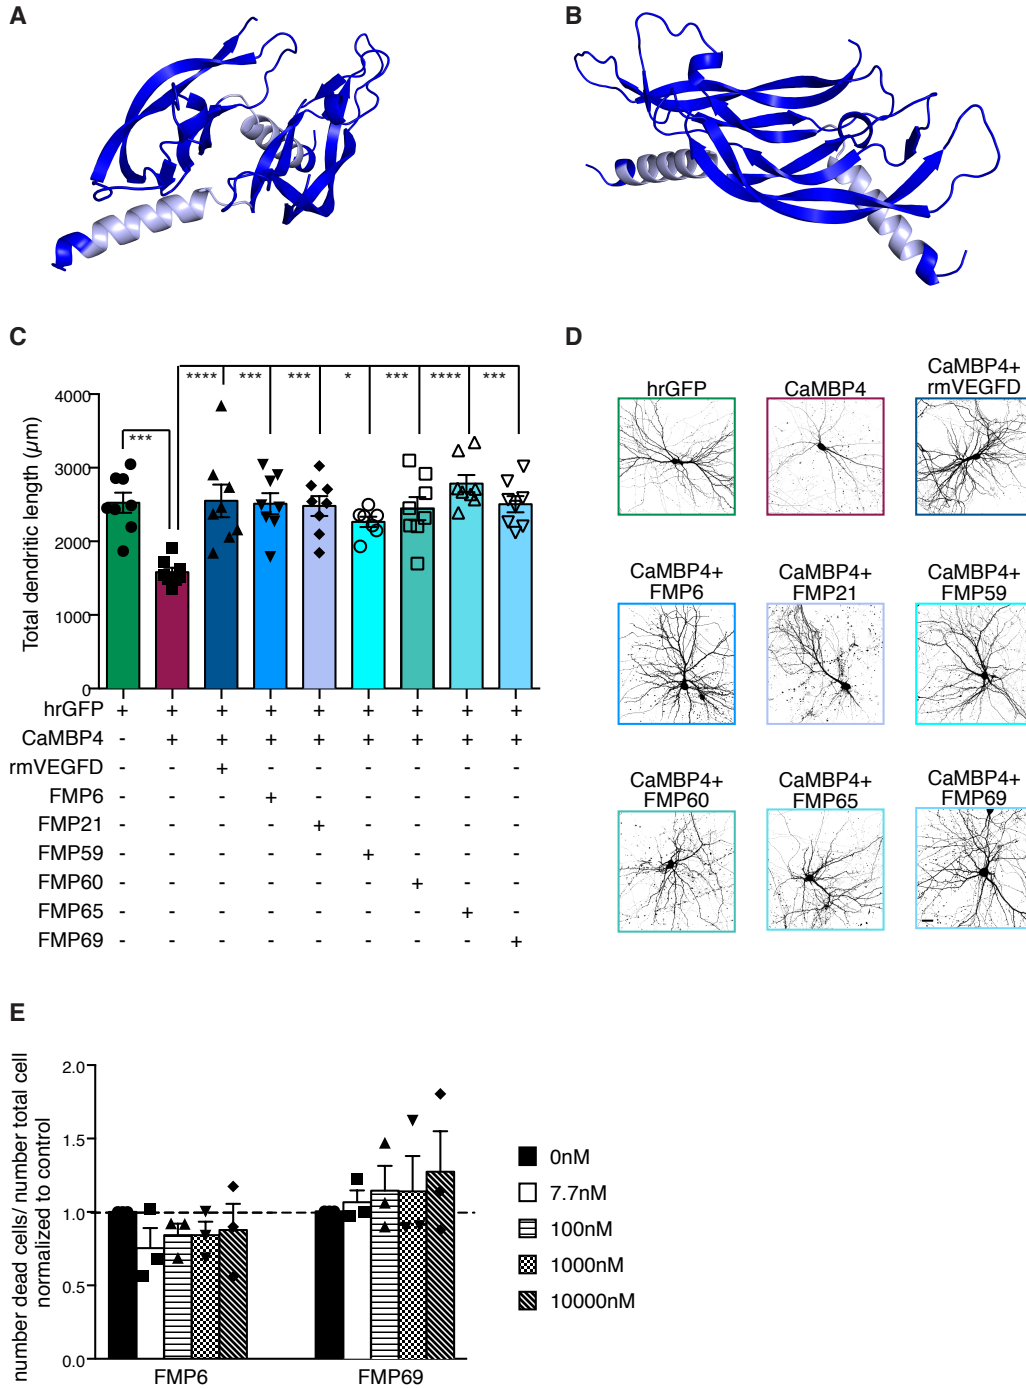 A
B
C
D
**** *** *** * *** **** ***
***
Total dendritic length (µm)
4000
3000
2000
1000
0
hrGFP + + + + + + + + +
CaMBP4 - + + + + + + + +
rmVEGFD - - + - - - - - -
FMP6 - - - + - - - - -
FMP21 - - - - + - - - -
FMP59 - - - - - + - - -
FMP60 - - - - - - + - -
FMP65 - - - - - - - + -
FMP69 - - - - - - - - +
hrGFP
CaMBP4
CaMBP4+
rmVEGFD
CaMBP4+
FMP6
CaMBP4+
FMP21
CaMBP4+
FMP59
CaMBP4+
FMP60
CaMBP4+
FMP65
CaMBP4+
FMP69
E
number dead cells/ number total cell
normalized to control
2.0
1.5
1.0
0.5
0.0
FMP6
FMP69
0nM
7.7nM
100nM
1000nM
10000nM